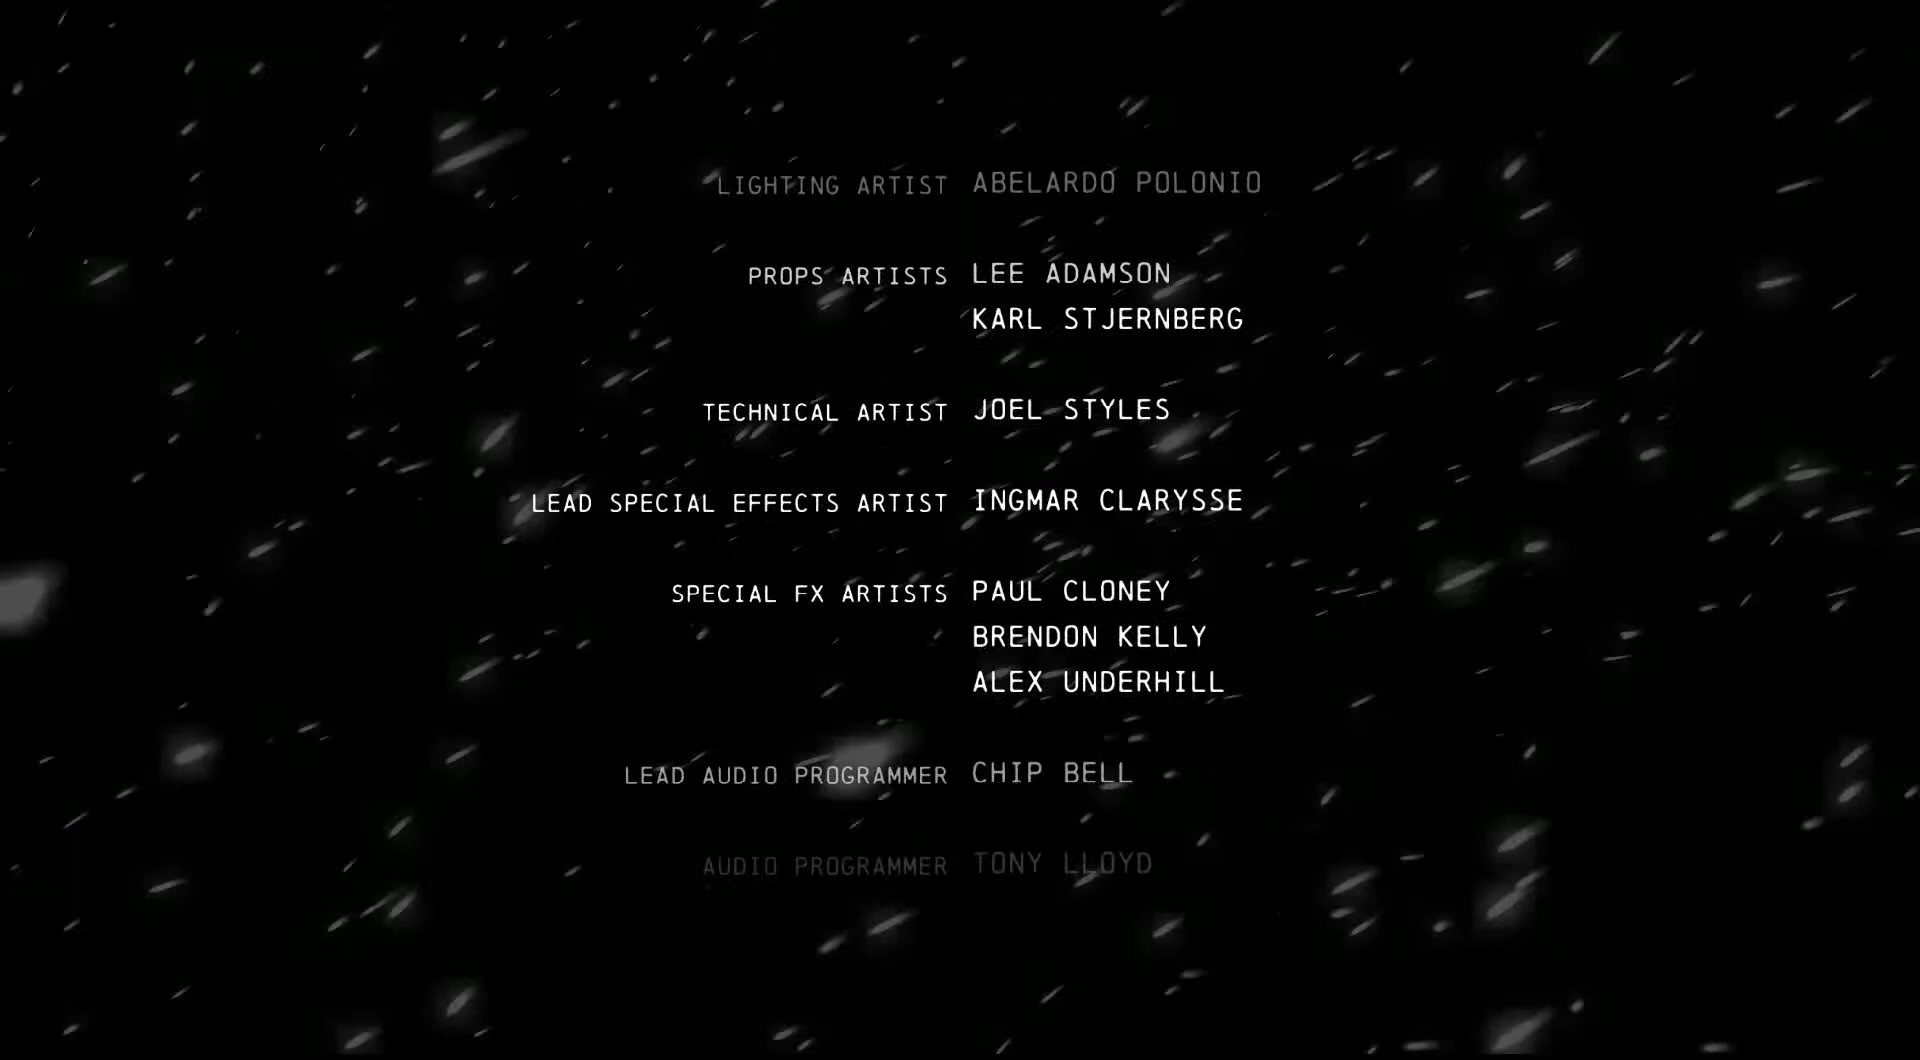 LIGHTING ARTIST ABELARDO POLONIO
PROPS ARTISTS LEE ADAMSON
KARL STJERNBERG
TECHNICAL ARTIST JOEL STYLES
LEAD SPECIAL EFFECTS ARTIST INGMAR CLARYSSE
SPECIAL FX ARTISTS PAUL CLONEY
BRENDON KELLY
ALEX UNDERHILL
LEAD AUDIO PROGRAMMER CHIP BELL
AUDIO PROGRAMMER TONY LLOYD